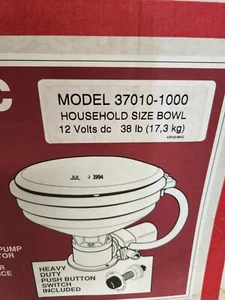 C
MODEL 37010-1000
HOUSEHOLD SIZE BOWL
12 Volts dc 38 lb (17,3 kg)
JUL 1994
PUMP
TOR
R
CE
HEAVY
DUTY
PUSH BUTTON
SWITCH
INCLUDED